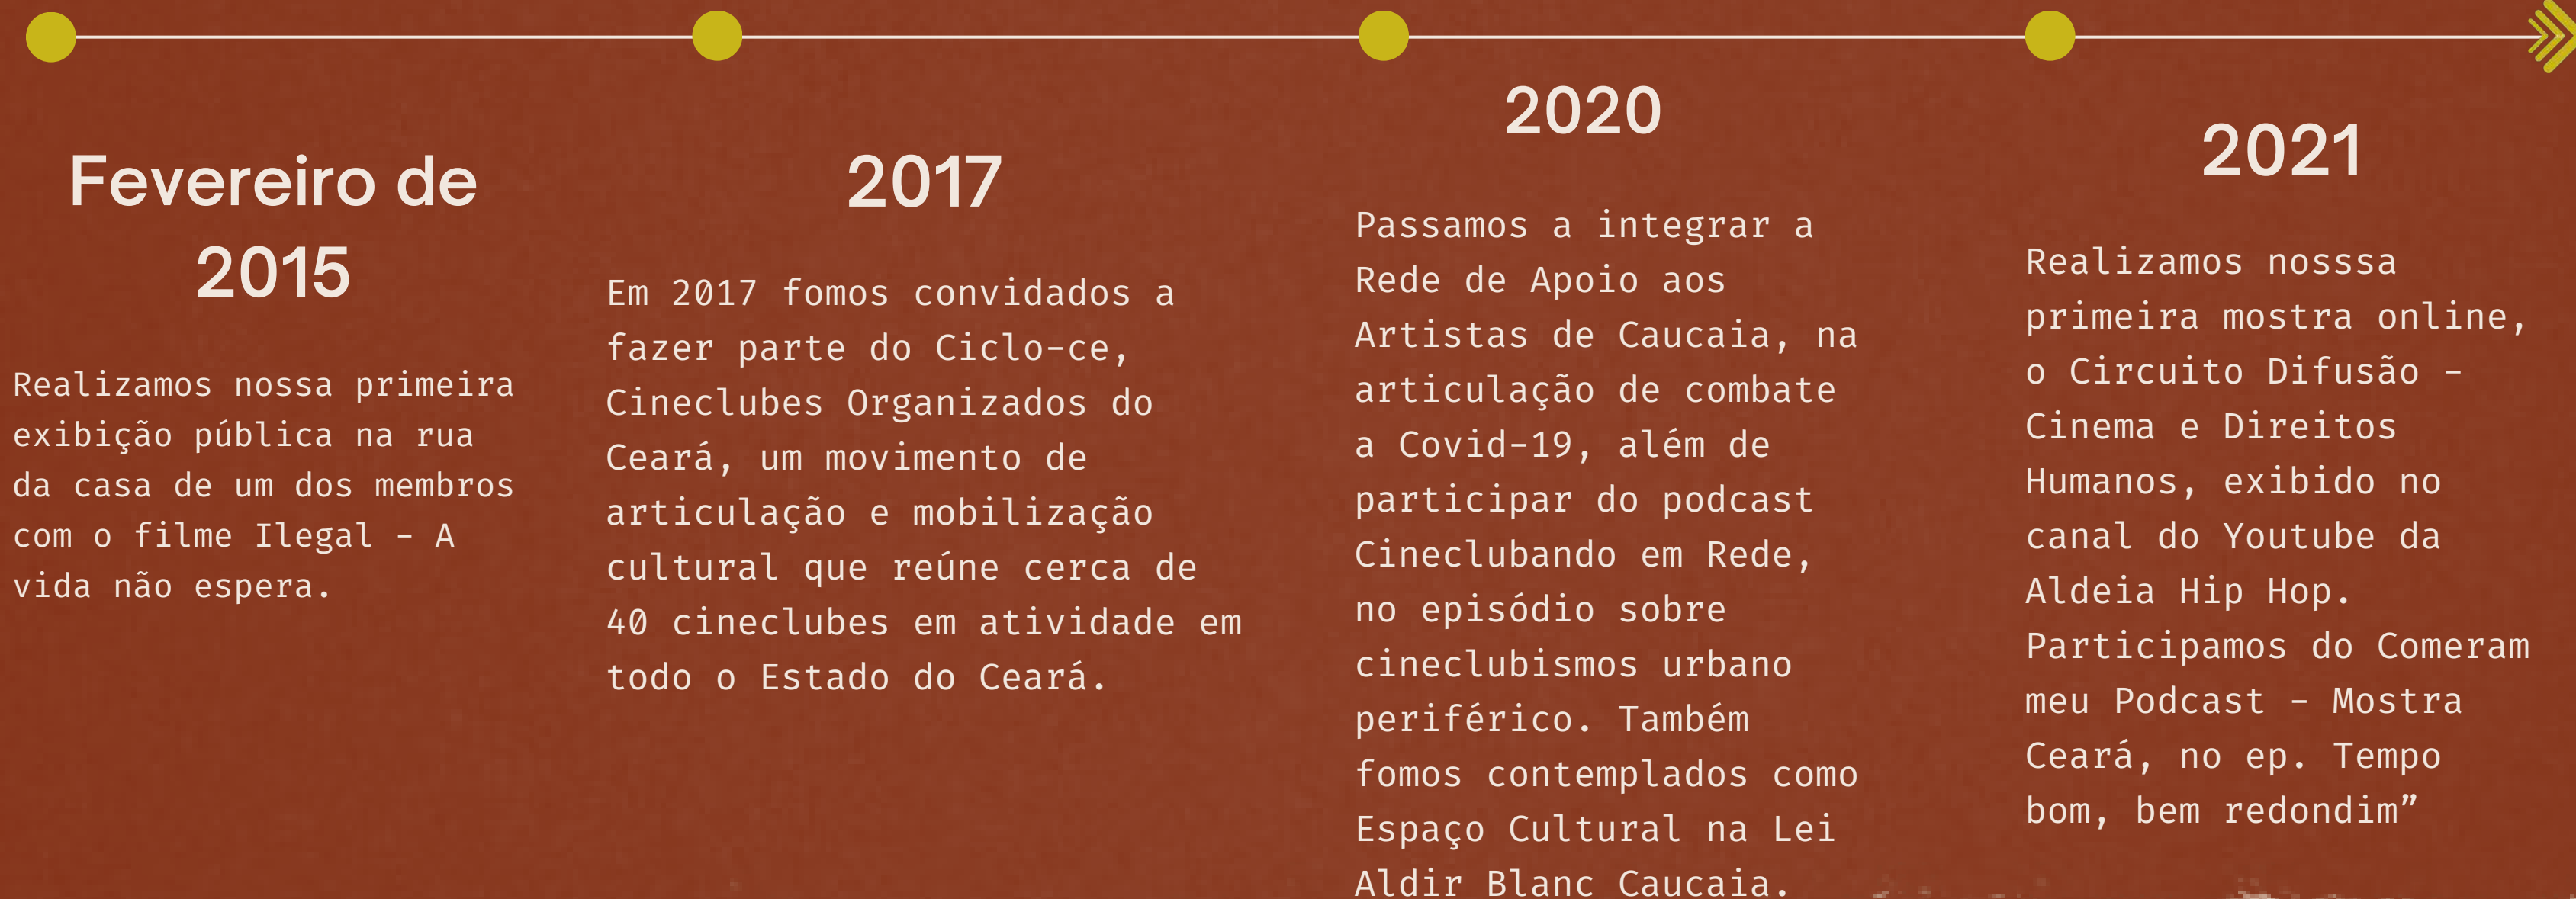 Fevereiro de
2015
Realizamos nossa primeira
exibição pública na rua
da casa de um dos membros
com o filme Ilegal - A
vida não espera.
2017
Em 2017 fomos convidados a
fazer parte do Ciclo-ce,
Cineclubes Organizados do
Ceará, um movimento de
articulação e mobilização
cultural que reúne cerca de
40 cineclubes em atividade em
todo o Estado do Ceará.
2020
Passamos a integrar a
Rede de Apoio aos
Artistas de Caucaia, na
articulação de combate
a Covid-19, além de
participar do podcast
Cineclubando em Rede,
no episódio sobre
cineclubismos urbano
periférico. Também
fomos contemplados como
Espaço Cultural na Lei
Aldir Blanc Caucaia.
2021
Realizamos nosssa
primeira mostra online,
o Circuito Difusão -
Cinema e Direitos
Humanos, exibido no
canal do Youtube da
Aldeia Hip Hop.
Participamos do Comeram
meu Podcast - Mostra
Ceará, no ep. Tempo
bom, bem redondim”